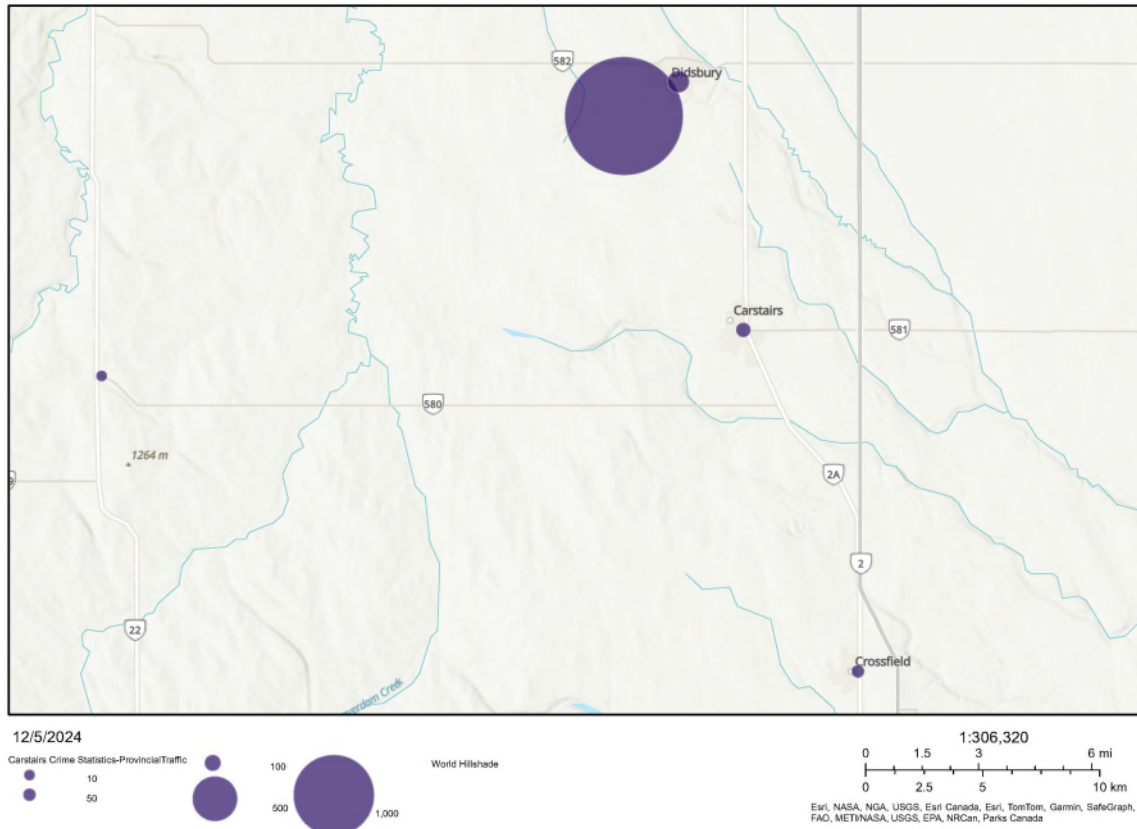 582
Didsbury
Carstairs
581
580
1264 m
2A
2
22
Crossfield
12/5/2024
Carstairs Crime Statistics-ProvincialTraffic
10
50
100
500
1,000
World Hillshade
1:306,320
0 1.5 3 6 mi
0 2.5 5 10 km
Esri, NASA, NGA, USGS, Esri Canada, Esri, TomTom, Garmin, SafeGraph,
FAO, METI/NASA, USGS, EPA, NRCan, Parks Canada